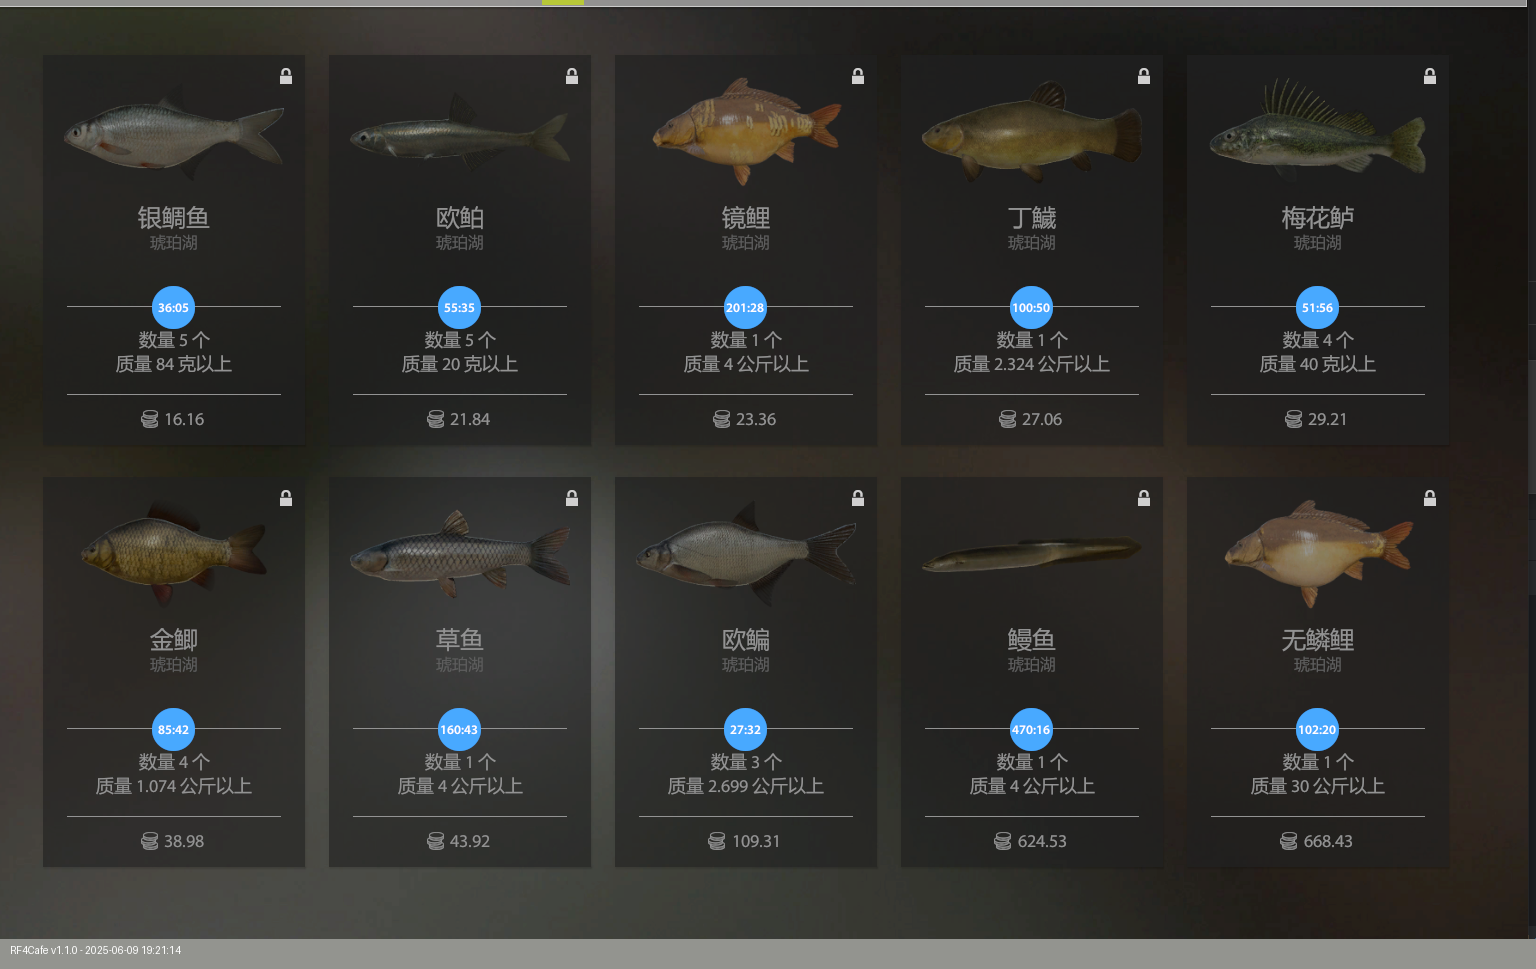 银鲷鱼
琥珀湖
36:05
数量 5 个
质量 84 克以上
16.16
欧鲌
琥珀湖
55:35
数量 5 个
质量 20 克以上
21.84
镜鲤
琥珀湖
201:28
数量 1 个
质量 4 公斤以上
23.36
丁鱥
琥珀湖
100:50
数量 1 个
质量 2.324 公斤以上
27.06
梅花鲈
琥珀湖
51:56
数量 4 个
质量 40 克以上
29.21
金鲫
琥珀湖
85:42
数量 4 个
质量 1.074 公斤以上
38.98
草鱼
琥珀湖
160:43
数量 1 个
质量 4 公斤以上
43.92
欧鳊
琥珀湖
27:32
数量 3 个
质量 2.699 公斤以上
109.31
鳗鱼
琥珀湖
470:16
数量 1 个
质量 4 公斤以上
624.53
无鳞鲤
琥珀湖
102:20
数量 1 个
质量 30 公斤以上
668.43
RF4Cafe v1.1.0 - 2025-06-09 19:21:14